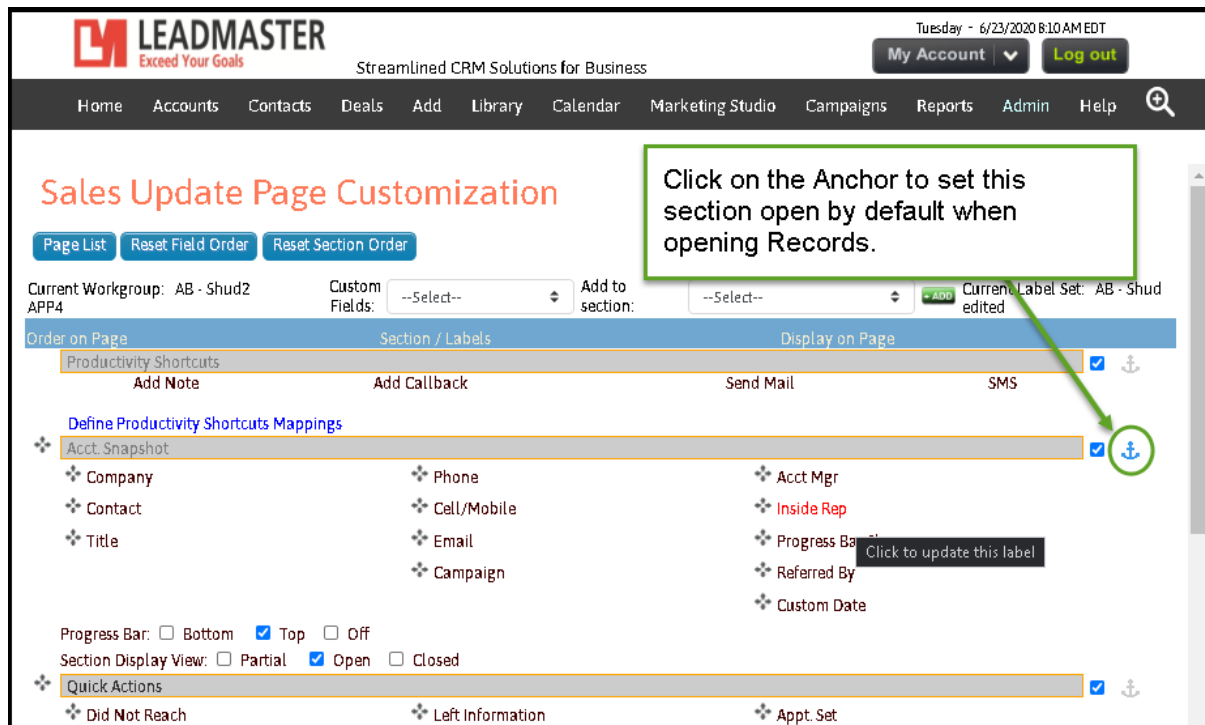 LEADMASTER
Exceed Your Goals
Streamlined CRM Solutions for Business
Tuesday - 6/23/2020 8:10 AM EDT
My Account
Log out
Home Accounts Contacts Deals Add Library Calendar Marketing Studio Campaigns Reports Admin Help
Sales Update Page Customization
Click on the Anchor to set this
section open by default when
opening Records.
Page List Reset Field Order Reset Section Order
Current Workgroup: AB - Shud2
APP4
Custom
Fields:
--Select--
Add to
section:
--Select--
+ ADD
Current Label Set: AB - Shud
edited
Order on Page Section / Labels Display on Page
Productivity Shortcuts
Add Note Add Callback Send Mail SMS
Define Productivity Shortcuts Mappings
Acct. Snapshot
Company Phone Acct Mgr
Contact Cell/Mobile Inside Rep
Title Email Progress Ba
Click to update this label
Campaign Referred By
Custom Date
Progress Bar: Bottom Top Off
Section Display View: Partial Open Closed
Quick Actions
Did Not Reach Left Information Appt. Set